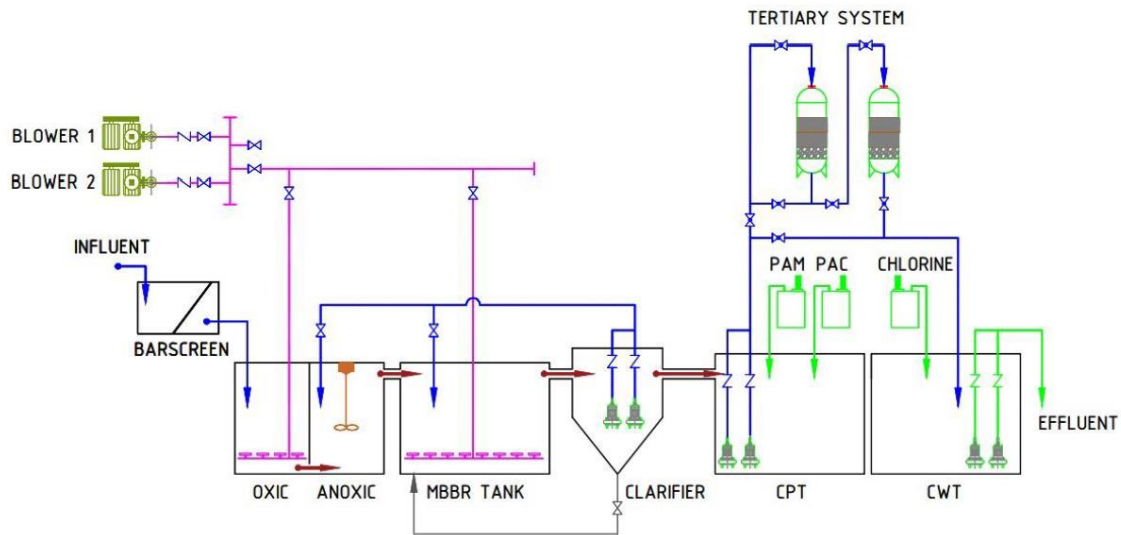 TERTIARY SYSTEM
BLOWER 1
BLOWER 2
INFLUENT
PAM PAC CHLORINE
BARSCREEN
EFFLUENT
OXIC ANOXIC MBBR TANK CLARIFIER CPT CWT